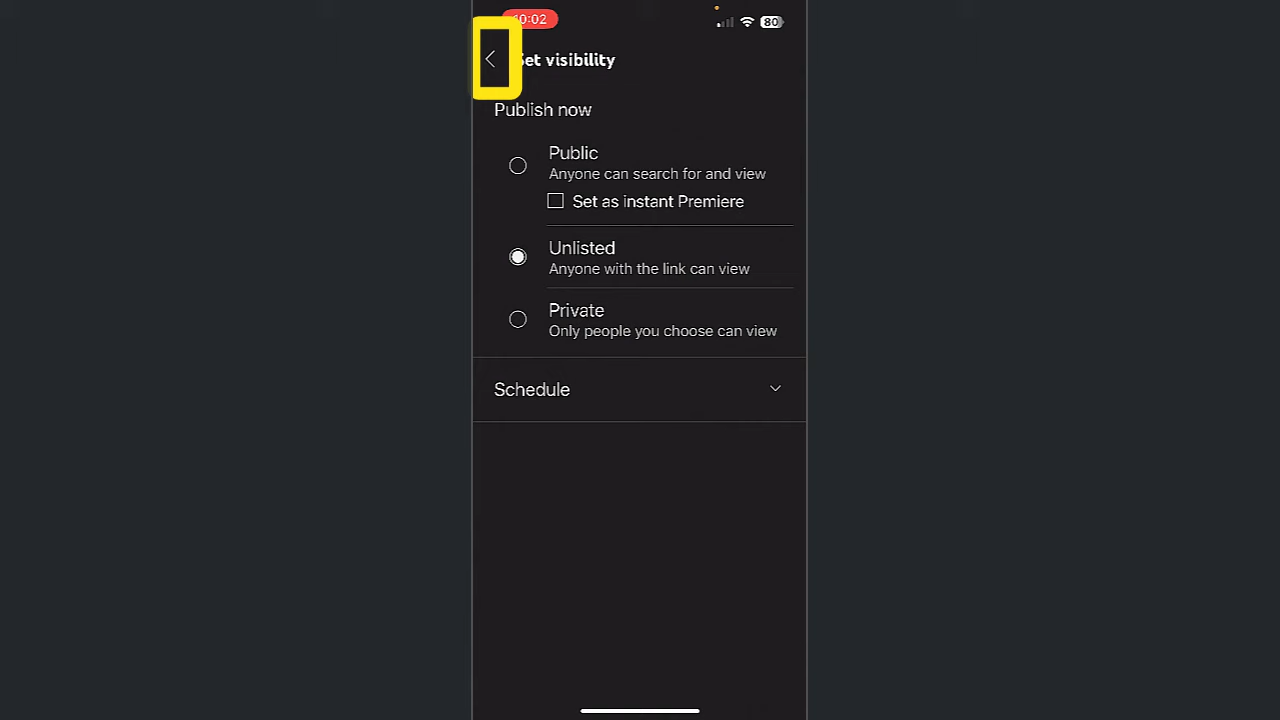 10:02
80
Set visibility
Publish now
Public
Anyone can search for and view
Set as instant Premiere
Unlisted
Anyone with the link can view
Private
Only people you choose can view
Schedule